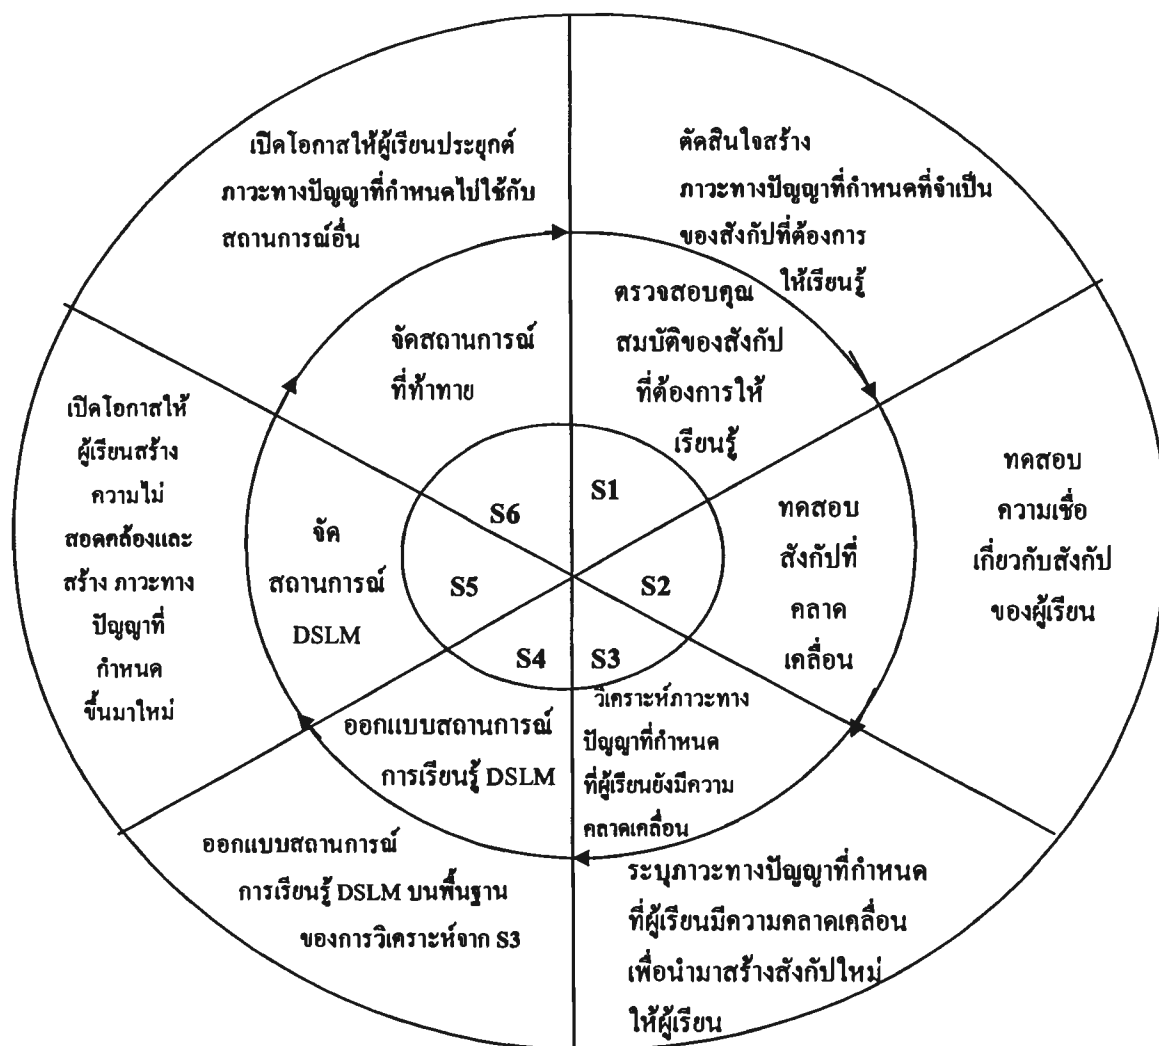 เปิดโอกาสให้ผู้เรียนประยุกต์
ภาวะทางปัญญาที่กำหนดไปใช้กับ
สถานการณ์อื่น
ตัดสินใจสร้าง
ภาวะทางปัญญาที่กำหนดที่จำเป็น
ของสังกัปที่ต้องการ
ให้เรียนรู้
ตรวจสอบคุณ
สมบัติของสังกัป
ที่ต้องการให้
เรียนรู้
จัดสถานการณ์
ที่ท้าทาย
S6
S1
เปิดโอกาสให้
ผู้เรียนสร้าง
ความไม่
สอดคล้องและ
สร้าง ภาวะทาง
ปัญญาที่
กำหนด
ขึ้นมาใหม่
จัด
สถานการณ์
DSLM
S5
S2
ทดสอบ
สังกัปที่
คลาด
เคลื่อน
ทดสอบ
ความเชื่อ
เกี่ยวกับสังกัป
ของผู้เรียน
S4
S3
ออกแบบสถานการณ์
การเรียนรู้ DSLM
วิเคราะห์ภาวะทาง
ปัญญาที่กำหนด
ที่ผู้เรียนยังมีความ
คลาดเคลื่อน
ออกแบบสถานการณ์
การเรียนรู้ DSLM บนพื้นฐาน
ของการวิเคราะห์จาก S3
ระบุภาวะทางปัญญาที่กำหนด
ที่ผู้เรียนมีความคลาดเคลื่อน
เพื่อนำมาสร้างสังกัปใหม่
ให้ผู้เรียน